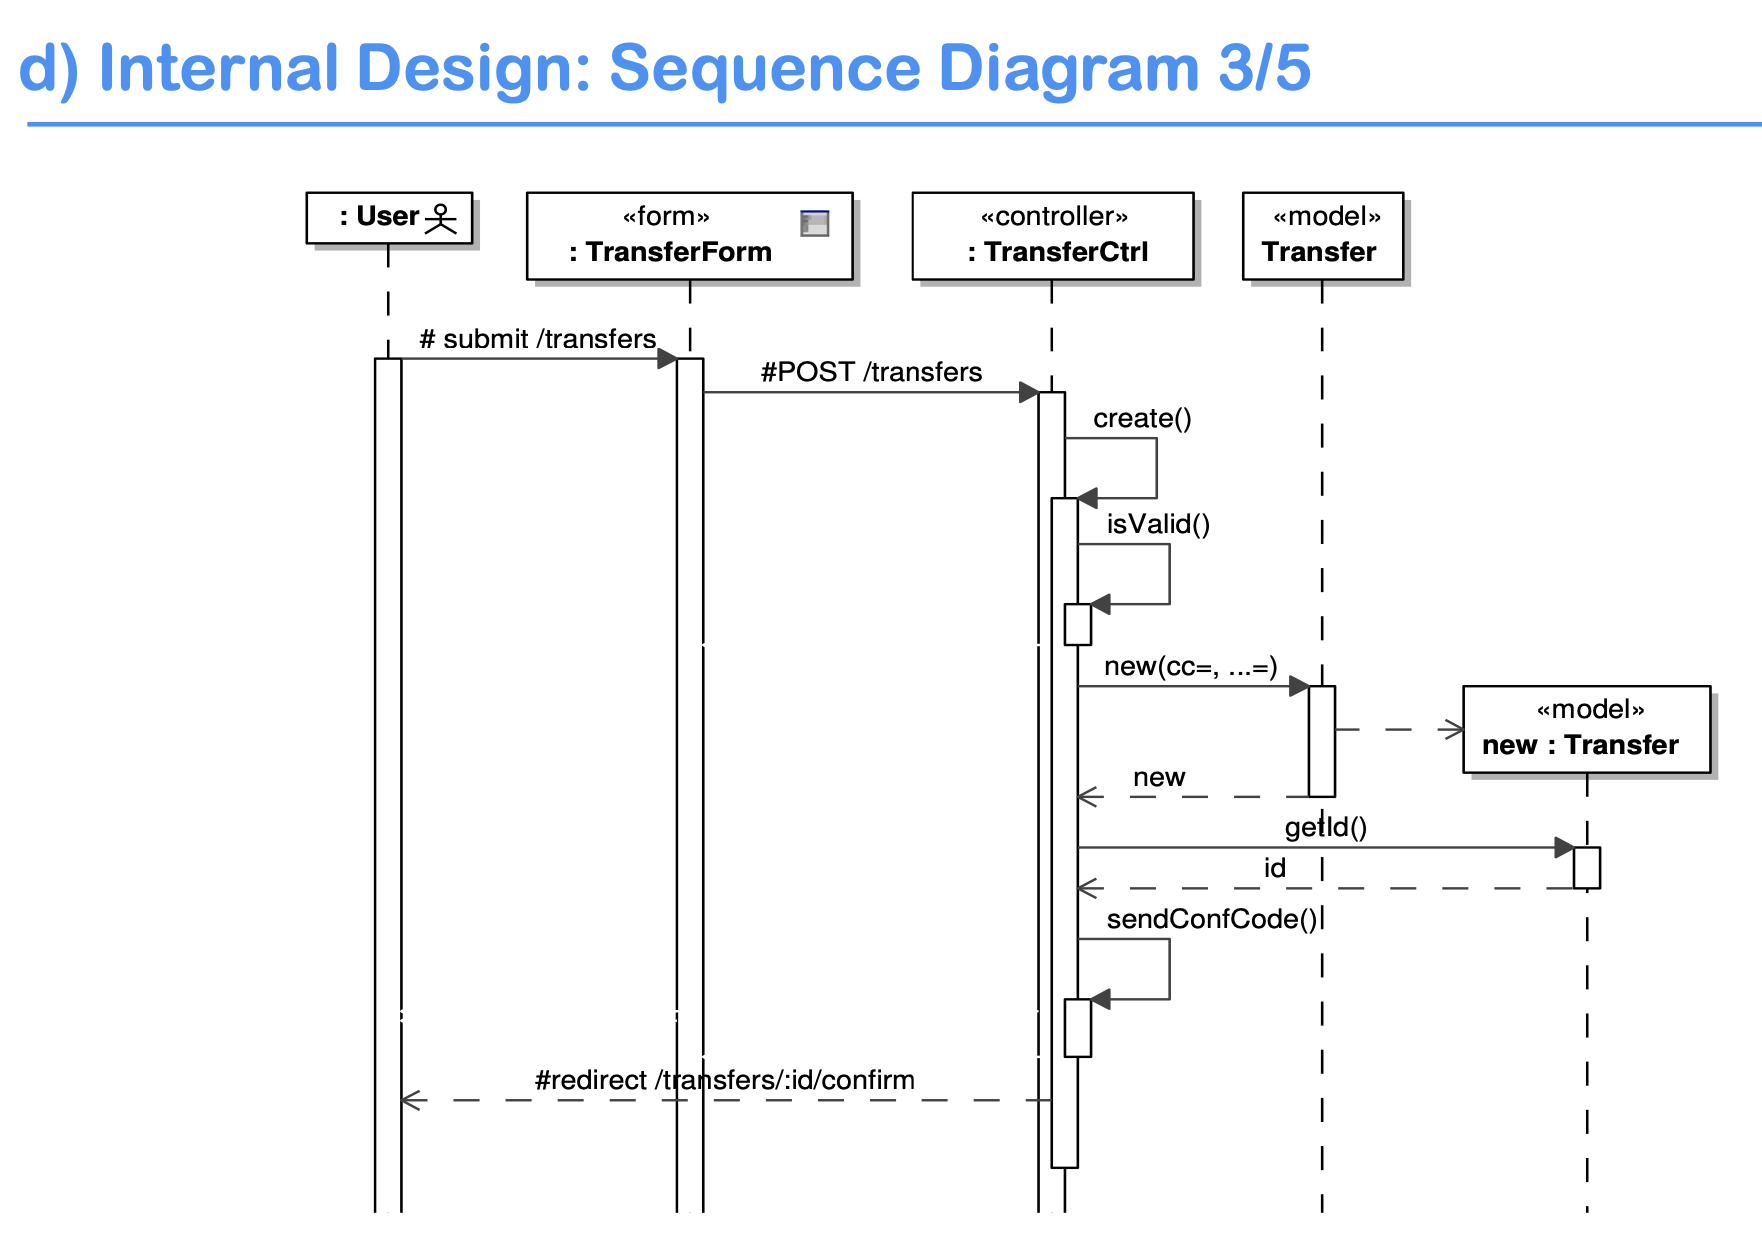 d) Internal Design: Sequence Diagram 3/5
: User
«form»
: TransferForm
«controller»
: TransferCtrl
«model»
Transfer
# submit /transfers
#POST /transfers
create()
isValid()
new(cc=, ...=)
«model»
new : Transfer
new
getId()
id
sendConfCode()
#redirect /transfers/:id/confirm